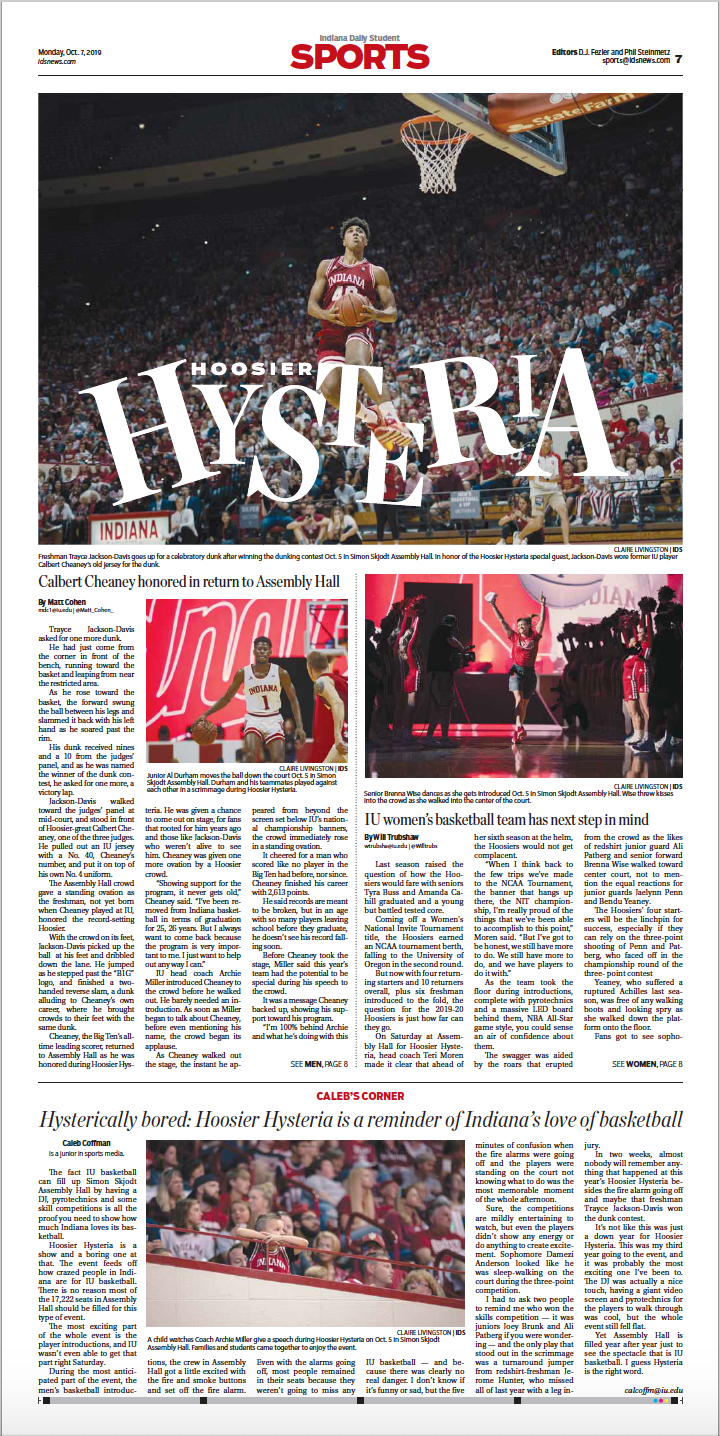 Monday, Oct. 7, 2019
idsnews.com
Indiana Daily Student
SPORTS
Editors D.J. Fezler and Phil Steinmetz
sports@idsnews.com 7
StateFarm
INDIANA
HOOSIER
HYSTERIA
INDIANA
CLAIRE LIVINGSTON | IDS
Freshman Trayce Jackson-Davis goes up for a celebratory dunk after winning the dunking contest Oct. 5 in Simon Skjodt Assembly Hall. In honor of the Hoosier Hysteria special guest, Jackson-Davis wore former IU player
Calbert Cheaney's old jersey for the dunk.
Calbert Cheaney honored in return to Assembly Hall
By Matt Cohen
mdc1@iu.edu | @Matt_Cohen_
Trayce Jackson-Davis
asked for one more dunk.
He had just come from
the corner in front of the
bench, running toward the
basket and leaping from near
the restricted area.
As he rose toward the
basket, the forward swung
the ball between his legs and
slammed it back with his left
hand as he soared past the
rim.
His dunk received nines
and a 10 from the judges'
panel, and as he was named
the winner of the dunk con-
test, he asked for one more, a
victory lap.
Jackson-Davis walked
toward the judges' panel at
mid-court, and stood in front
of Hoosier-great Calbert Che-
aney, one of the three judges.
He pulled out an IU jersey
with a No. 40, Cheaney's
number, and put it on top of
his own No. 4 uniform.
The Assembly Hall crowd
gave a standing ovation as
the freshman, not yet born
when Cheaney played at IU,
honored the record-setting
Hoosier.
With the crowd on its feet,
Jackson-Davis picked up the
ball at his feet and dribbled
down the lane. He jumped
as he stepped past the "B1G"
logo, and finished a two-
handed reverse slam, a dunk
alluding to Cheaney's own
career, where he brought
crowds to their feet with the
same dunk.
Cheaney, the Big Ten's all-
time leading scorer, returned
to Assembly Hall as he was
honored during Hoosier Hys-
INDIANA
1
CLAIRE LIVINGSTON | IDS
Junior Al Durham moves the ball down the court Oct. 5 in Simon
Skjodt Assembly Hall. Durham and his teammates played against
each other in a scrimmage during Hoosier Hysteria.
teria. He was given a chance
to come out on stage, for fans
that rooted for him years ago
and those like Jackson-Davis
who weren't alive to see
him. Cheaney was given one
more ovation by a Hoosier
crowd.
"Showing support for the
program, it never gets old,"
Cheaney said. "I've been re-
moved from Indiana basket-
ball in terms of graduation
for 25, 26 years. But I always
want to come back because
the program is very impor-
tant to me. I just want to help
out any way I can."
IU head coach Archie
Miller introduced Cheaney to
the crowd before he walked
out. He barely needed an in-
troduction. As soon as Miller
began to talk about Cheaney,
before even mentioning his
name, the crowd began its
applause.
As Cheaney walked out
the stage, the instant he ap-
peared from beyond the
screen set below IU's nation-
al championship banners,
the crowd immediately rose
in a standing ovation.
It cheered for a man who
scored like no player in the
Big Ten had before, nor since.
Cheaney finished his career
with 2,613 points.
He said records are meant
to be broken, but in an age
with so many players leaving
school before they graduate,
he doesn't see his record fall-
ing soon.
Before Cheaney took the
stage, Miller said this year's
team had the potential to be
special during his speech to
the crowd.
It was a message Cheaney
backed up, showing his sup-
port toward his program.
"I'm 100% behind Archie
and what he's doing with this
SEE MEN, PAGE 8
CLAIRE LIVINGSTON | IDS
Senior Brenna Wise dances as she gets introduced Oct. 5 in Simon Skjodt Assembly Hall. Wise threw kisses
into the crowd as she walked into the center of the court.
IU women's basketball team has next step in mind
By Will Trubshaw
wtrubsha@iu.edu | @Willtrubs
Last season raised the
question of how the Hoo-
siers would fare with seniors
Tyra Buss and Amanda Ca-
hill graduated and a young
but battled tested core.
Coming off a Women's
National Invite Tournament
title, the Hoosiers earned
an NCAA tournament berth,
falling to the University of
Oregon in the second round.
But now with four return-
ing starters and 10 returners
overall, plus six freshmen
introduced to the fold, the
question for the 2019-20
Hoosiers is just how far can
they go.
On Saturday at Assem-
bly Hall for Hoosier Hyste-
ria, head coach Teri Moren
made it clear that ahead of
her sixth season at the helm,
the Hoosiers would not get
complacent.
"When I think back to
the few trips we've made
to the NCAA Tournament,
the banner that hangs up
there, the NIT champion-
ship, I'm really proud of the
things that we've been able
to accomplish to this point,"
Moren said. "But I've got to
be honest, we still have more
to do. We still have more to
do, and we have players to
do it with."
As the team took the
floor during introductions,
complete with pyrotechnics
and a massive LED board
behind them, NBA All-Star
game style, you could sense
an air of confidence about
them.
The swagger was aided
by the roars that erupted
from the crowd as the likes
of redshirt junior guard Ali
Patberg and senior forward
Brenna Wise walked toward
center court, not to men-
tion the equal reactions for
junior guards Jaelynn Penn
and Bendu Yeaney.
The Hoosiers' four start-
ers will be the linchpin for
success, especially if they
can rely on the three-point
shooting of Penn and Pat-
berg, who faced off in the
championship round of the
three- point contest
Yeaney, who suffered a
ruptured Achilles last sea-
son, was free of any walking
boots and looking spry as
she walked down the plat-
form onto the floor.
Fans got to see sopho-
SEE WOMEN, PAGE 8
CALEB'S CORNER
Hysterically bored: Hoosier Hysteria is a reminder of Indiana's love of basketball
Caleb Coffman
is a junior in sports media.
The fact IU basketball
can fill up Simon Skjodt
Assembly Hall by having a
DJ, pyrotechnics and some
skill competitions is all the
proof you need to show how
much Indiana loves its bas-
ketball.
Hoosier Hysteria is a
show and a boring one at
that. The event feeds off
how crazed people in Indi-
ana are for IU basketball.
There is no reason most of
the 17,222 seats in Assembly
Hall should be filled for this
type of event.
The most exciting part
of the whole event is the
player introductions, and IU
wasn't even able to get that
part right Saturday.
During the most antici-
pated part of the event, the
men's basketball introduc-
CLAIRE LIVINGSTON | IDS
A child watches Coach Archie Miller give a speech during Hoosier Hysteria on Oct. 5 in Simon Skjodt
Assembly Hall. Families and students came together to enjoy the event.
tions, the crew in Assembly
Hall got a little excited with
the fire and smoke buttons
and set off the fire alarm.
Even with the alarms going
off, most people remained
in their seats because they
weren't going to miss any
IU basketball — and be-
cause there was clearly no
real danger. I don't know if
it's funny or sad, but the five
minutes of confusion when
the fire alarms were going
off and the players were
standing on the court not
knowing what to do was the
most memorable moment
of the whole afternoon.
Sure, the competitions
are mildly entertaining to
watch, but even the players
didn't show any energy or
do anything to create excite-
ment. Sophomore Damezi
Anderson looked like he
was sleep-walking on the
court during the three-point
competition.
I had to ask two people
to remind me who won the
skills competition — it was
juniors Joey Brunk and Ali
Patberg if you were wonder-
ing — and the only play that
stood out in the scrimmage
was a turnaround jumper
from redshirt-freshman Je-
rome Hunter, who missed
all of last year with a leg in-
jury.
In two weeks, almost
nobody will remember any-
thing that happened at this
year's Hoosier Hysteria be-
sides the fire alarm going off
and maybe that freshman
Trayce Jackson-Davis won
the dunk contest.
It's not like this was just
a down year for Hoosier
Hysteria. This was my third
year going to the event, and
it was probably the most
exciting one I've been to.
The DJ was actually a nice
touch, having a giant video
screen and pyrotechnics for
the players to walk through
was cool, but the whole
event still fell flat.
Yet Assembly Hall is
filled year after year just to
see the spectacle that is IU
basketball. I guess Hysteria
is the right word.
calcoffm@iu.edu